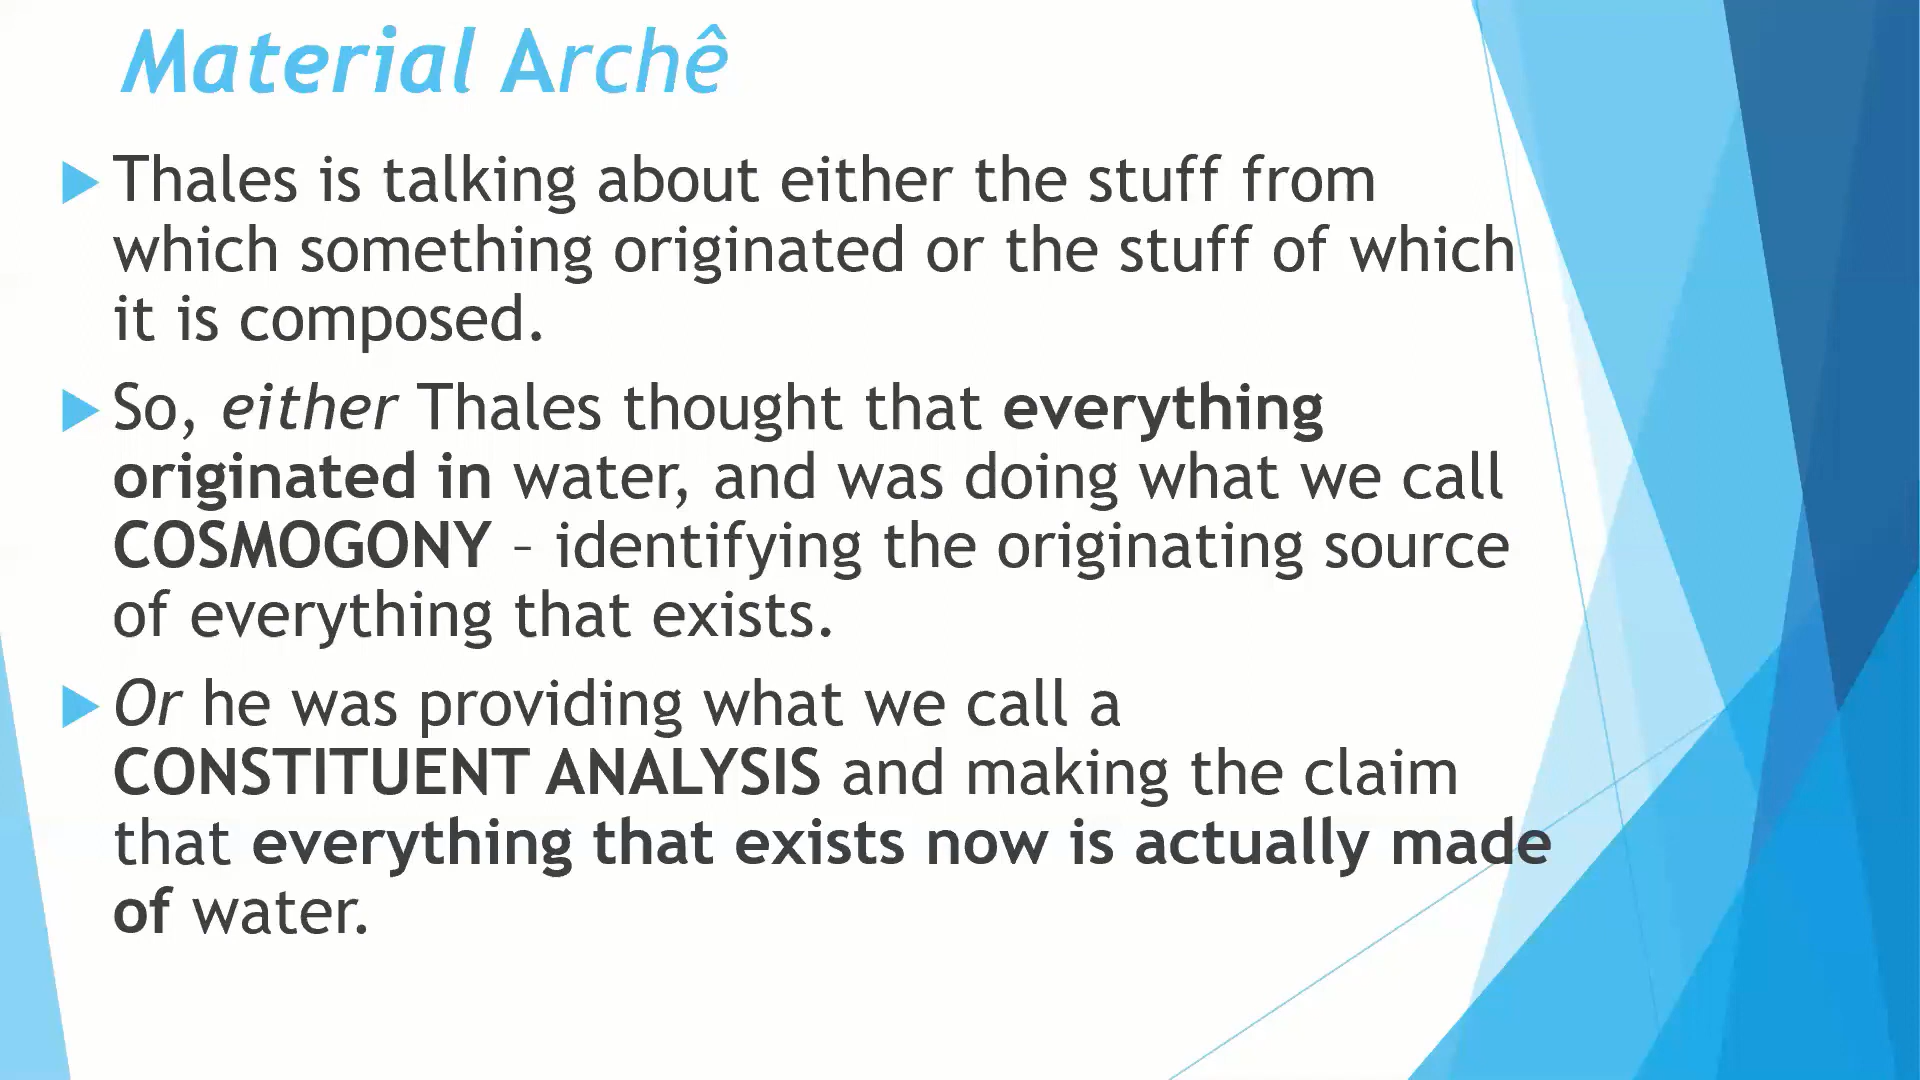 Material Archê
Thales is talking about either the stuff from
which something originated or the stuff of which
it is composed.
So, either Thales thought that everything
originated in water, and was doing what we call
COSMOGONY – identifying the originating source
of everything that exists.
Or he was providing what we call a
CONSTITUENT ANALYSIS and making the claim
that everything that exists now is actually made
of water.